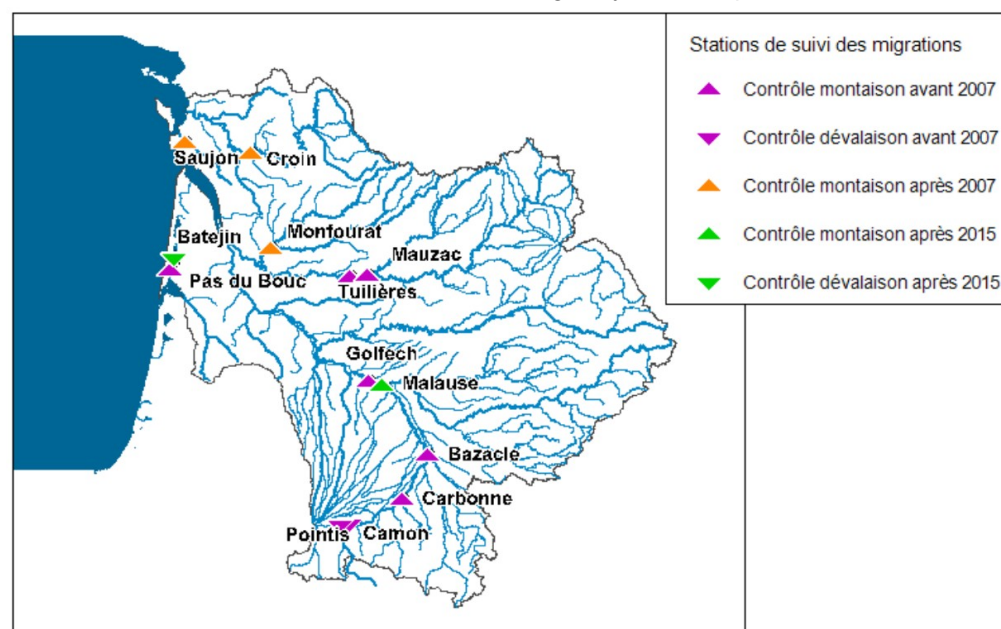 Stations de suivi des migrations
Contrôle montaison avant 2007
Contrôle dévalaison avant 2007
Contrôle montaison après 2007
Contrôle montaison après 2015
Contrôle dévalaison après 2015
Saujon
Croin
Batejin
Monfourat
Pas du Bouc
Mauzac
Tuilières
Golfech
Malause
Bazacle
Carbonne
Pointis
Camon